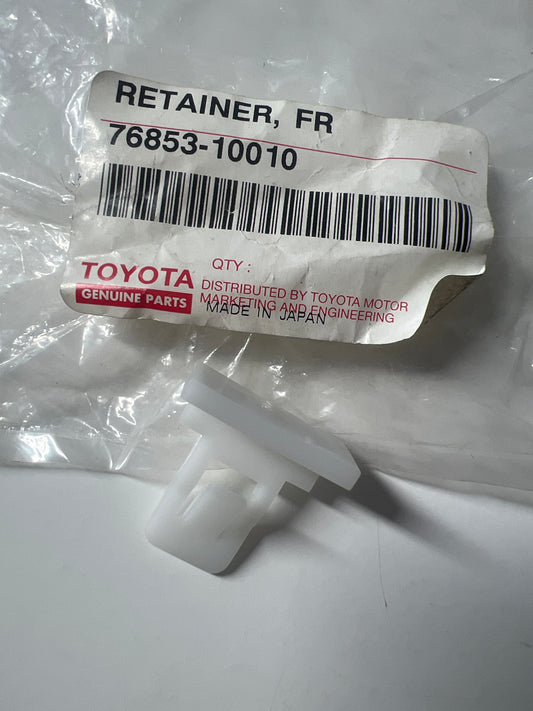 RETAINER, FR
76853-10010
QTY :
TOYOTA
GENUINE PARTS
DISTRIBUTED BY TOYOTA MOTOR
MARKETING AND ENGINEERING
MADE IN JAPAN